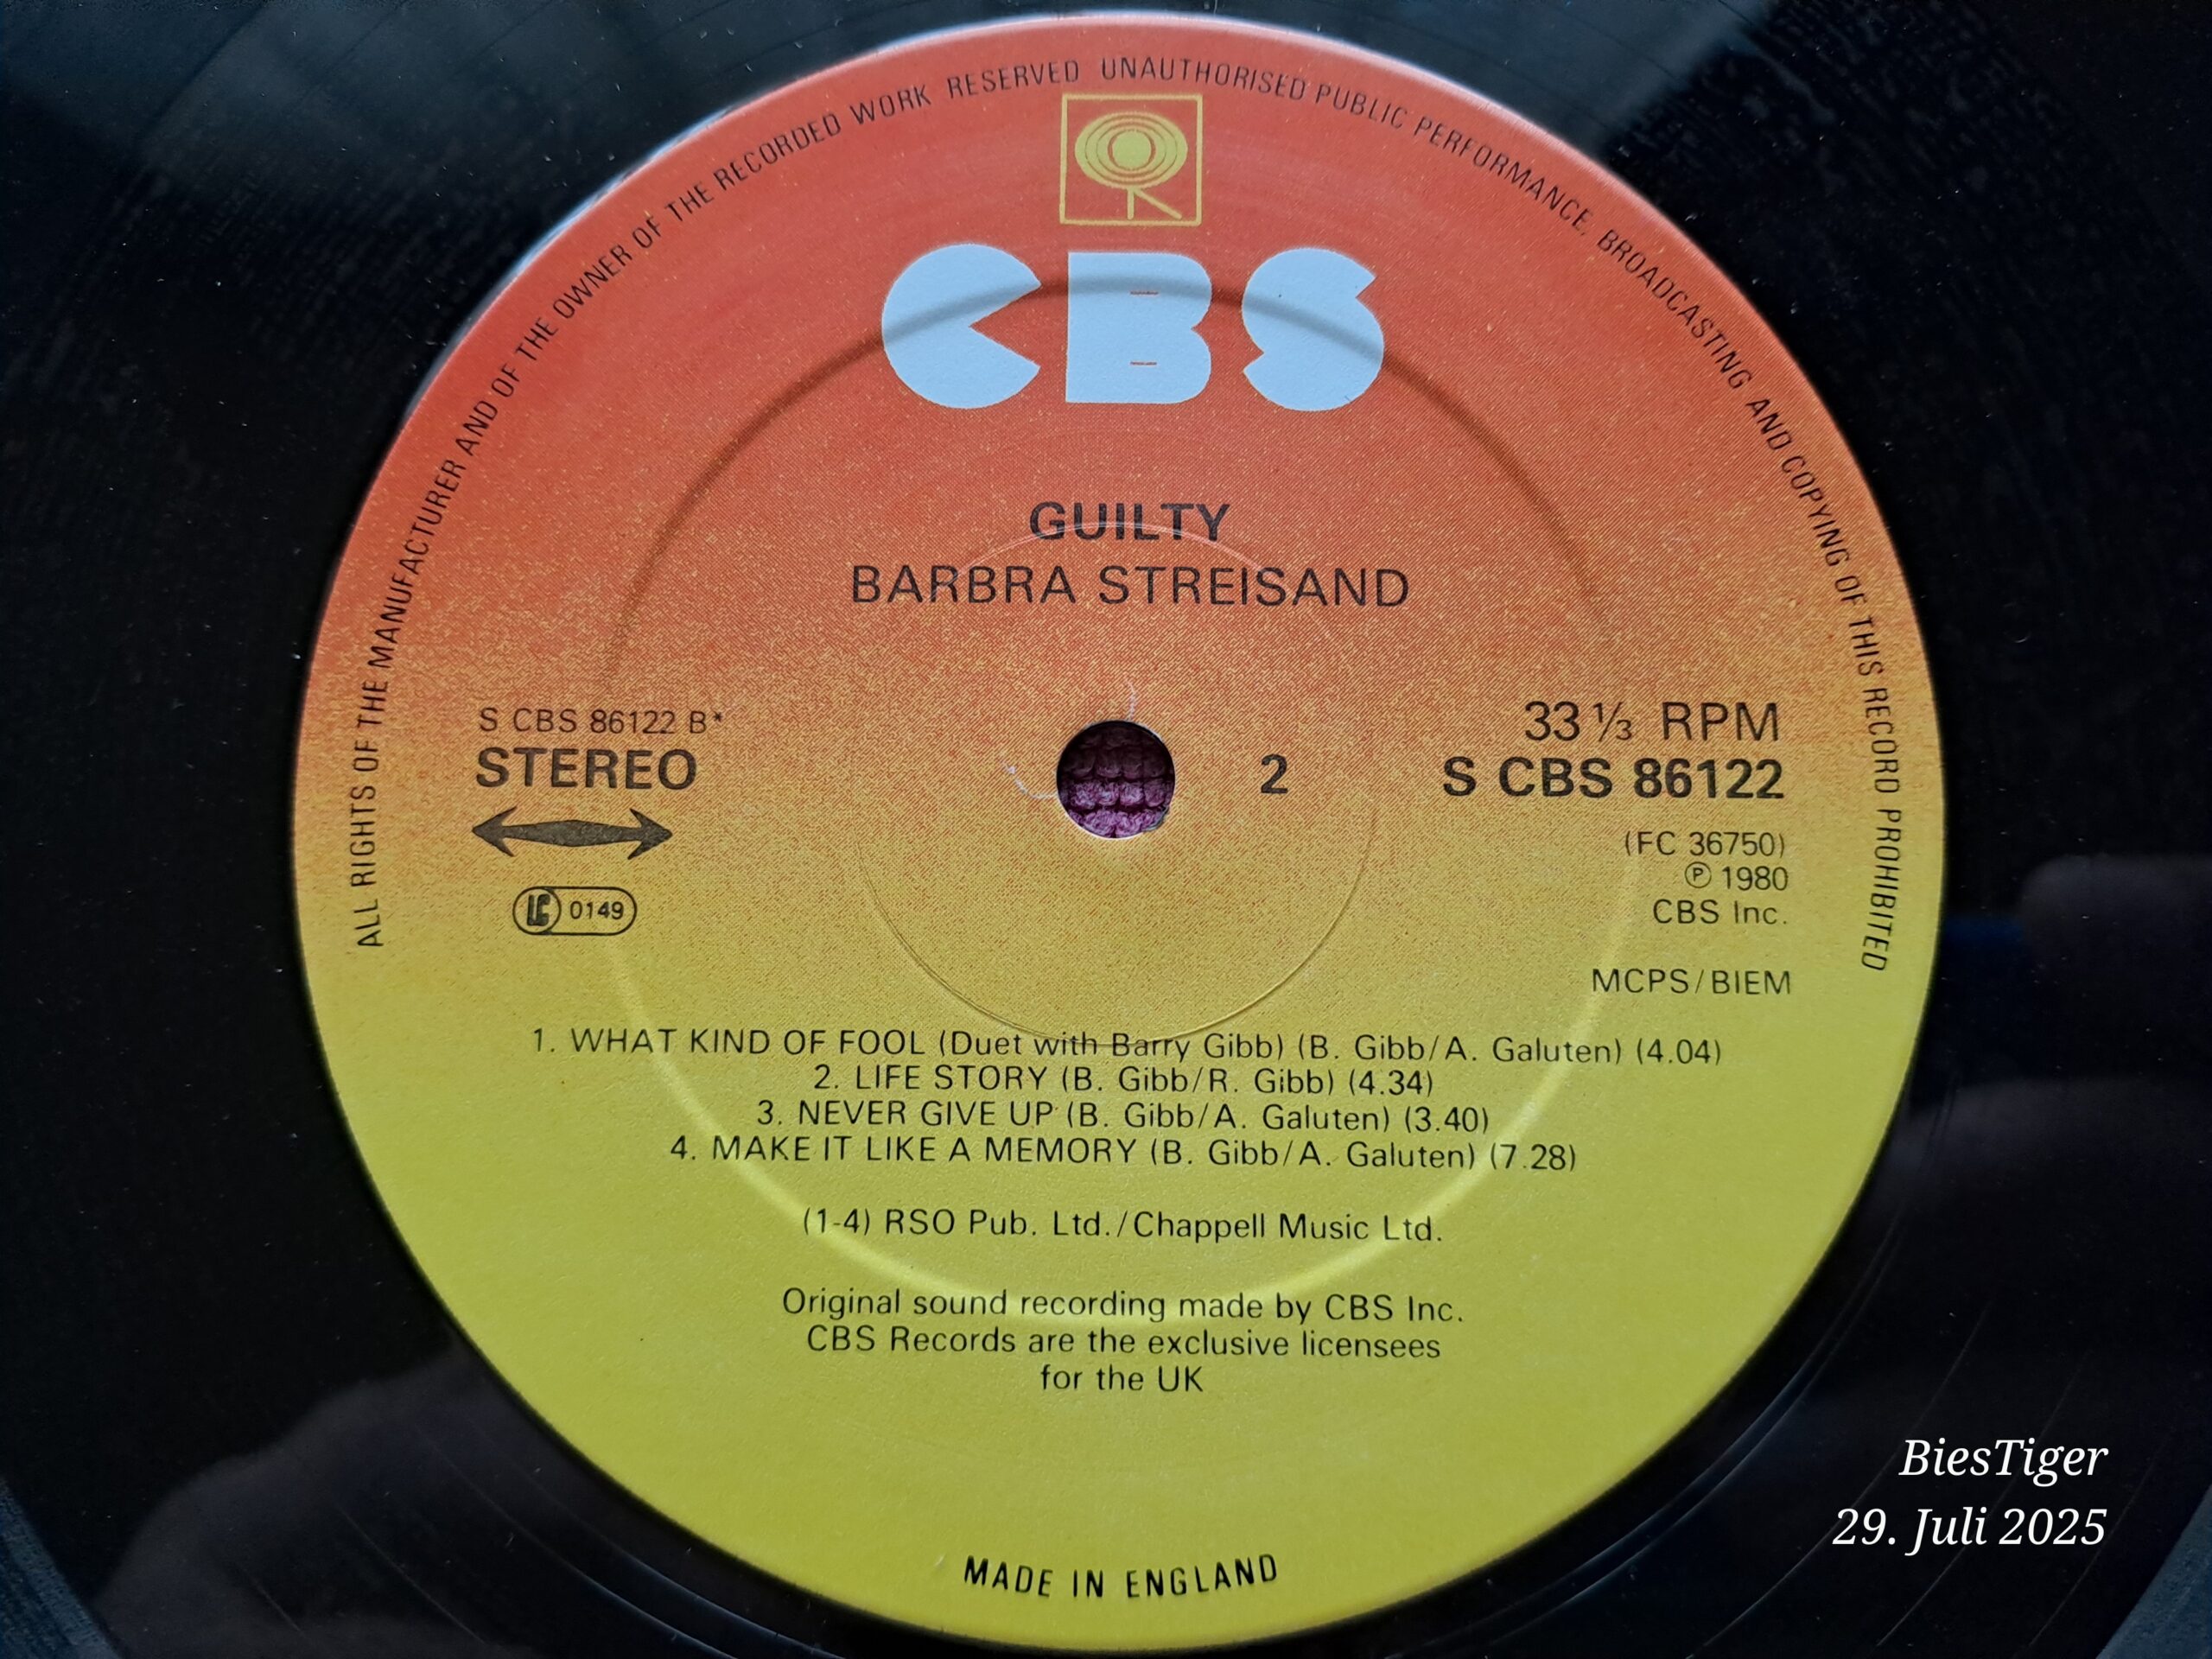 ALL RIGHTS OF THE MANUFACTURER AND OF THE OWNER OF THE RECORDED WORK RESERVED UNAUTHORISED PUBLIC PERFORMANCE, BROADCASTING AND COPYING OF THIS RECORD PROHIBITED
CBS
GUILTY
BARBRA STREISAND
S CBS 86122 B*
STEREO
LC 0149
2
33 ⅓ RPM
S CBS 86122
(FC 36750)
℗ 1980
CBS Inc.
MCPS/BIEM
1. WHAT KIND OF FOOL (Duet with Barry Gibb) (B. Gibb/A. Galuten) (4.04)
2. LIFE STORY (B. Gibb/R. Gibb) (4.34)
3. NEVER GIVE UP (B. Gibb/A. Galuten) (3.40)
4. MAKE IT LIKE A MEMORY (B. Gibb/A. Galuten) (7.28)
(1-4) RSO Pub. Ltd./Chappell Music Ltd.
Original sound recording made by CBS Inc.
CBS Records are the exclusive licensees
for the UK
MADE IN ENGLAND
BiesTiger
29. Juli 2025